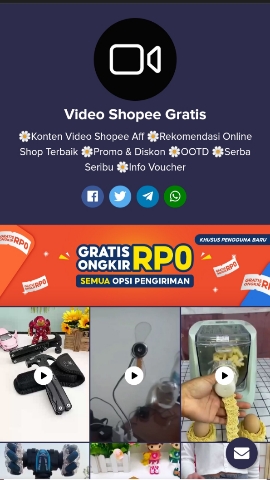 Video Shopee Gratis
🌼Konten Video Shopee Aff 🌼Rekomendasi Online
Shop Terbaik 🌼Promo & Diskon 🌼OOTD 🌼Serba
Seribu 🌼Info Voucher
KHUSUS PENGGUNA BARU
GRATIS
ONGKIR RP0
SEMUA OPSI PENGIRIMAN